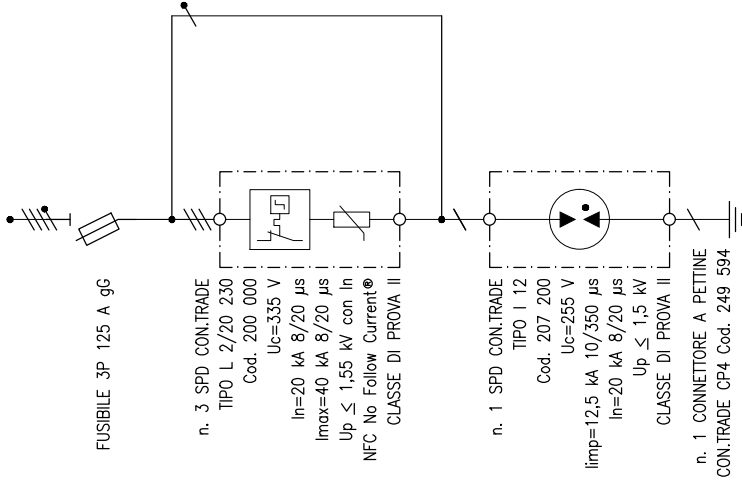 FUSIBILE 3P 125 A gG
n. 3 SPD CON.TRADE
TIPO L 2/20 230
Cod. 200 000
Uc=335 V
In=20 kA 8/20 µs
Imax=40 kA 8/20 µs
Up ≤ 1,55 kV con In
NFC No Follow Current®
CLASSE DI PROVA II
n. 1 SPD CON.TRADE
TIPO I 12
Cod. 207 200
Uc=255 V
Iimp=12,5 kA 10/350 µs
In=20 kA 8/20 µs
Up ≤ 1,5 kV
CLASSE DI PROVA II
n. 1 CONNETTORE A PETTINE
CON.TRADE CP4 Cod. 249 594